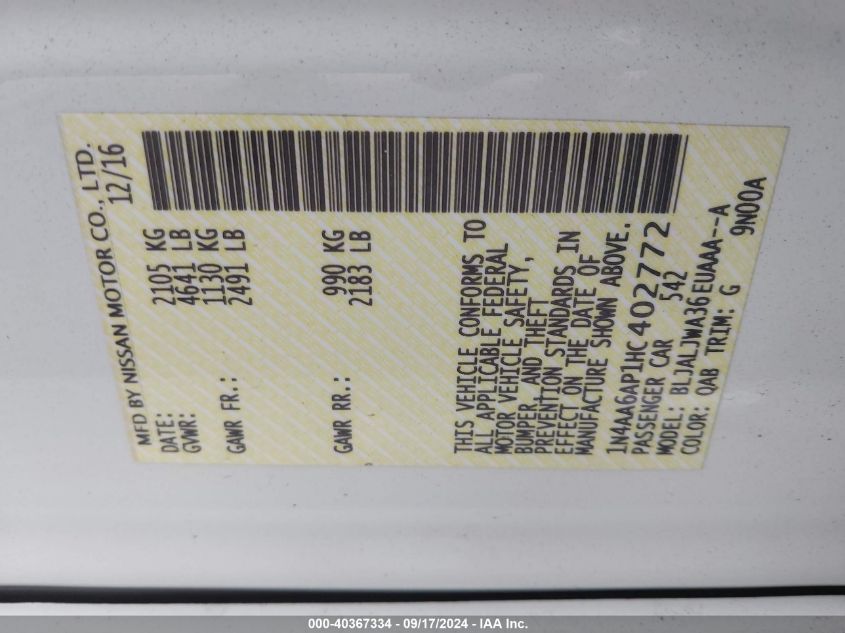 MFD BY NISSAN MOTOR CO., LTD.
DATE: 12/16
GVWR: 2105 KG
4641 LB
GAWR FR.: 1130 KG
2491 LB
GAWR RR.: 990 KG
2183 LB
THIS VEHICLE CONFORMS TO
ALL APPLICABLE FEDERAL
MOTOR VEHICLE SAFETY,
BUMPER, AND THEFT
PREVENTION STANDARDS IN
EFFECT ON THE DATE OF
MANUFACTURE SHOWN ABOVE.
1N4AA6AP1HC402772
PASSENGER CAR 542
MODEL: BLJALJWA36EUAAA--A
COLOR: QAB TRIM: G 9N00A
000-40367334 - 09/17/2024 - IAA Inc.